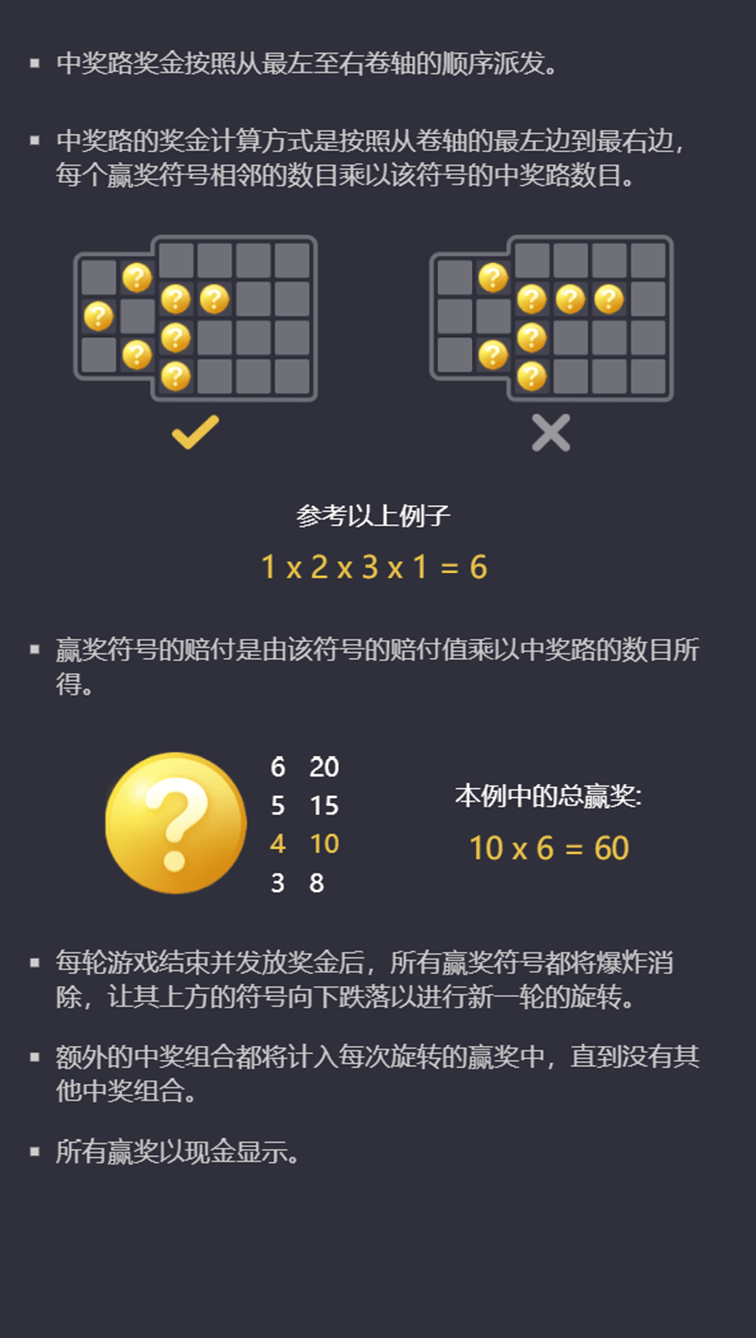 ▪ 中奖路奖金按照从最左至右卷轴的顺序派发。
▪ 中奖路的奖金计算方式是按照从卷轴的最左边到最右边，
每个赢奖符号相邻的数目乘以该符号的中奖路数目。
? ? ? ? ? ? ? ?
? ? ? ? ? ? ?
参考以上例子
1 x 2 x 3 x 1 = 6
▪ 赢奖符号的赔付是由该符号的赔付值乘以中奖路的数目所
得。
?
6 20
5 15
4 10
3 8
本例中的总赢奖:
10 x 6 = 60
▪ 每轮游戏结束并发放奖金后，所有赢奖符号都将爆炸消
除，让其上方的符号向下跌落以进行新一轮的旋转。
▪ 额外的中奖组合都将计入每次旋转的赢奖中，直到没有其
他中奖组合。
▪ 所有赢奖以现金显示。